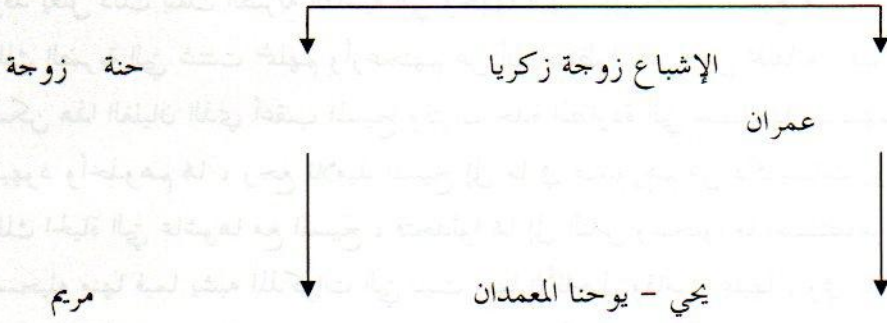 الإشباع زوجة زكريا
حنة زوجة
عمران
يحي – يوحنا المعمدان
مريم